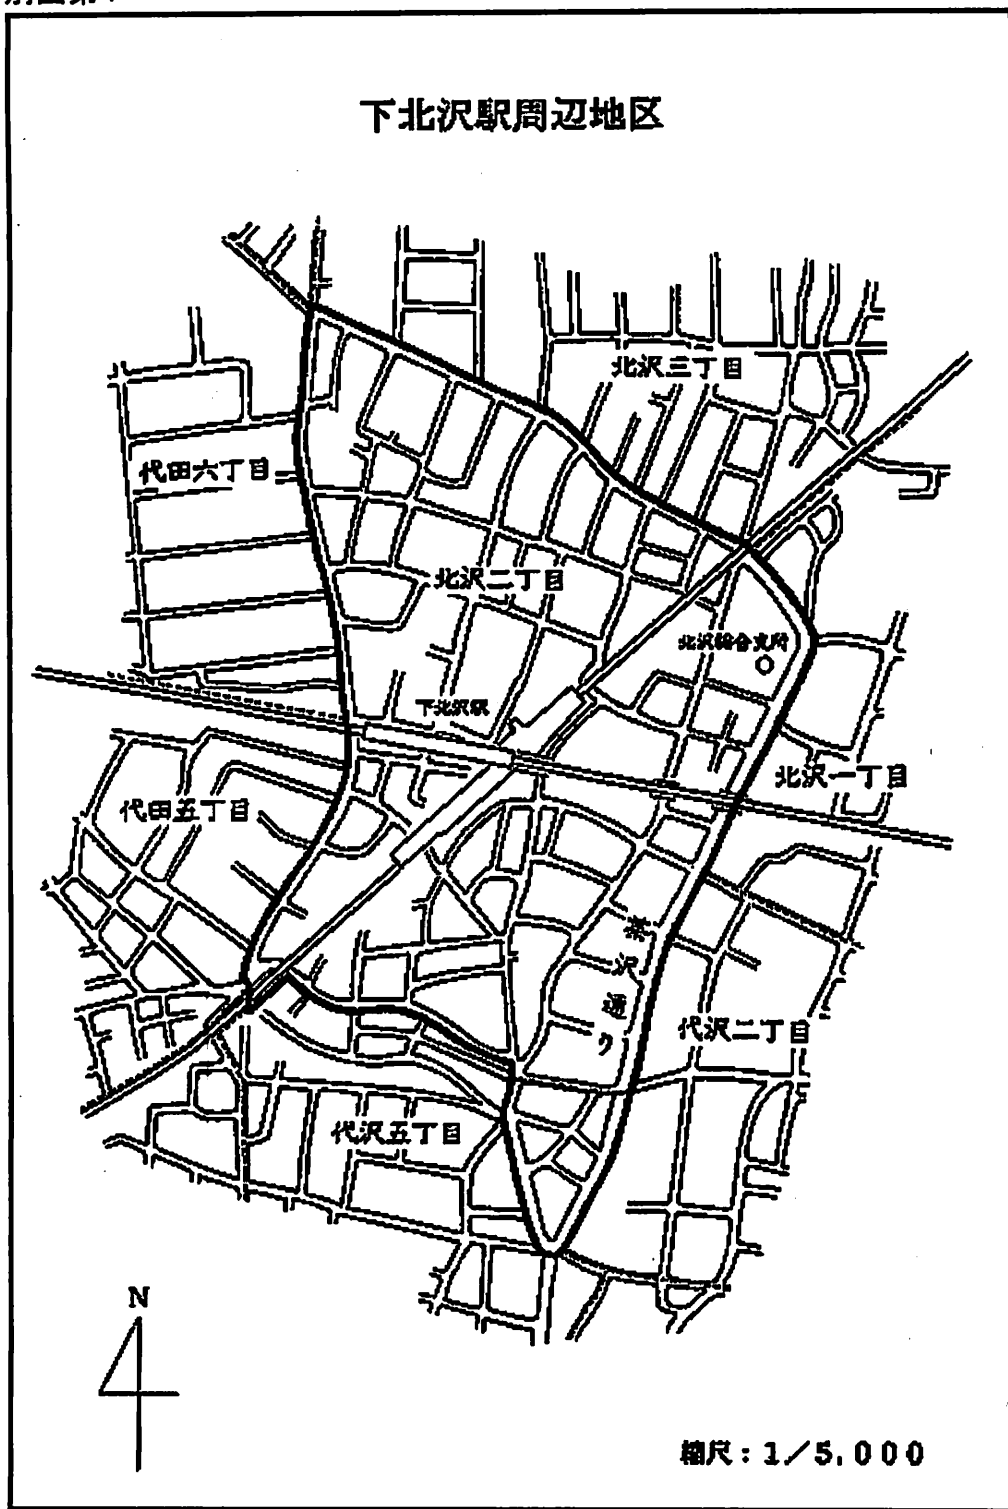 下北沢駅周辺地区
北沢三丁目
代田六丁目
北沢二丁目
北沢総合支所
下北沢駅
北沢一丁目
代田五丁目
茶沢通り
代沢二丁目
代沢五丁目
N
縮尺：1／5,000